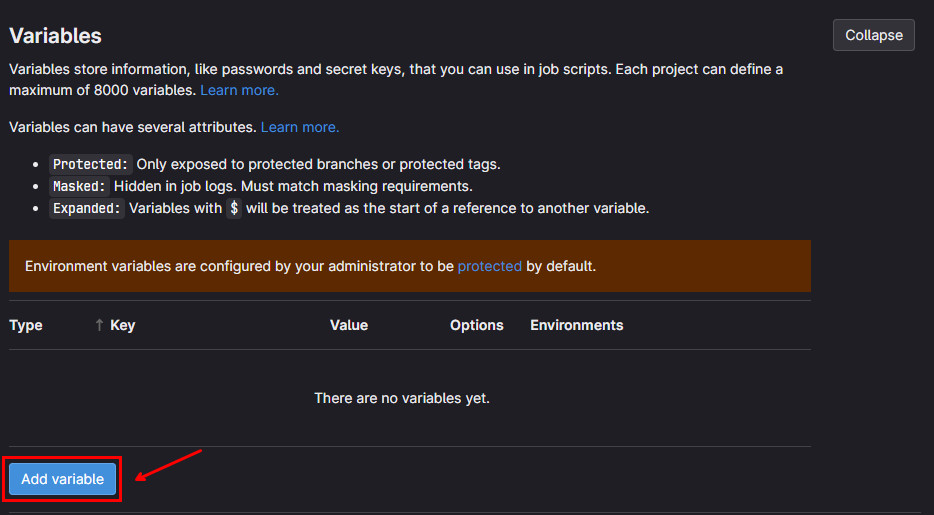 Variables
Collapse
Variables store information, like passwords and secret keys, that you can use in job scripts. Each project can define a
maximum of 8000 variables. Learn more.
Variables can have several attributes. Learn more.
• Protected: Only exposed to protected branches or protected tags.
• Masked: Hidden in job logs. Must match masking requirements.
• Expanded: Variables with $ will be treated as the start of a reference to another variable.
Environment variables are configured by your administrator to be protected by default.
Type ↑ Key Value Options Environments
There are no variables yet.
Add variable